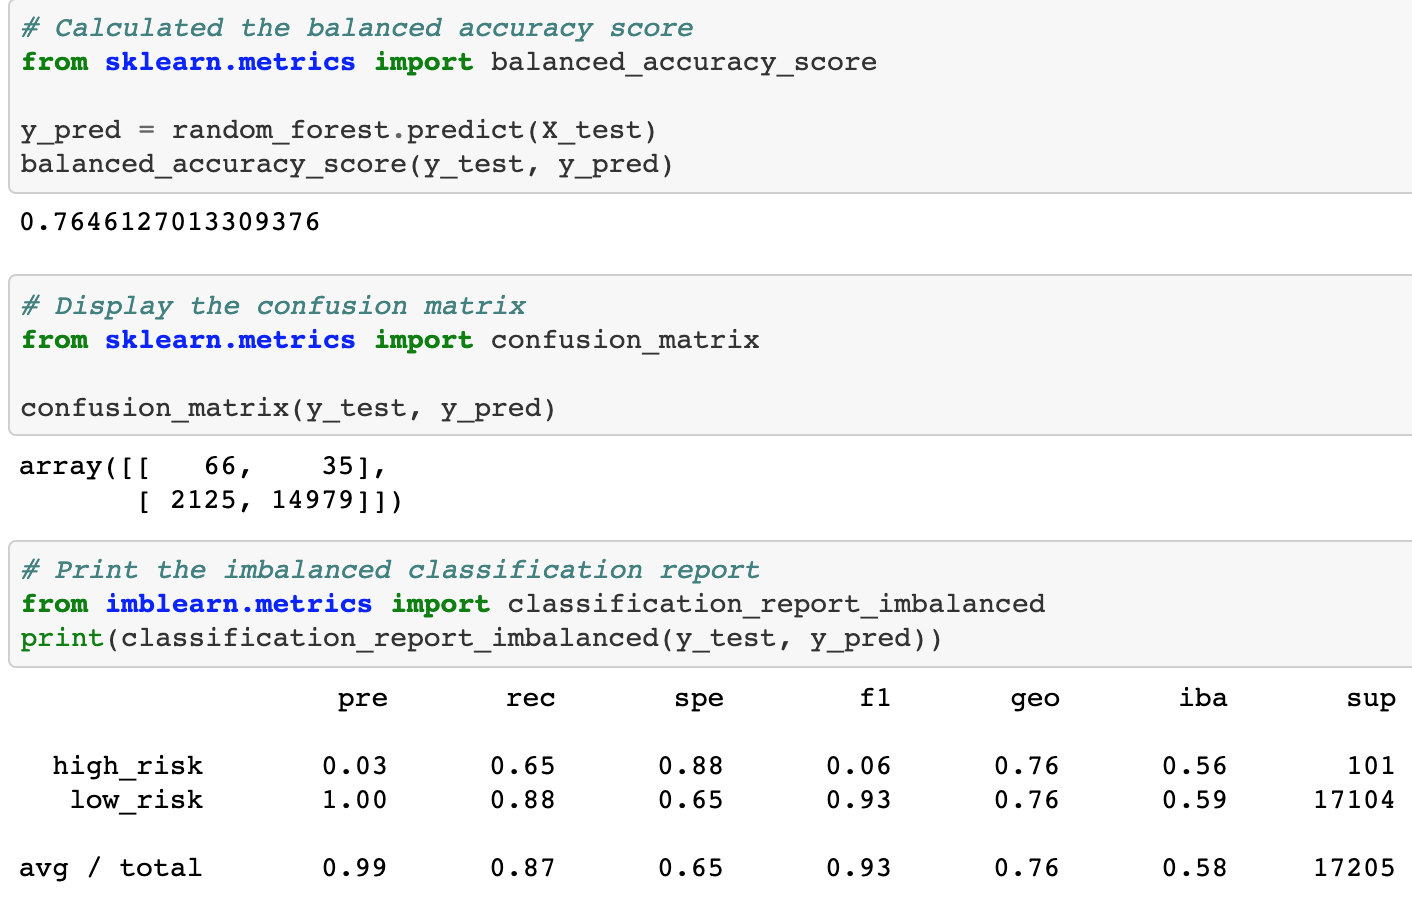 # Calculated the balanced accuracy score
from sklearn.metrics import balanced_accuracy_score
y_pred = random_forest.predict(X_test)
balanced_accuracy_score(y_test, y_pred)
0.7646127013309376
# Display the confusion matrix
from sklearn.metrics import confusion_matrix
confusion_matrix(y_test, y_pred)
array([[   66,    35],
       [ 2125, 14979]])
# Print the imbalanced classification report
from imblearn.metrics import classification_report_imbalanced
print(classification_report_imbalanced(y_test, y_pred))
pre rec spe f1 geo iba sup
high_risk 0.03 0.65 0.88 0.06 0.76 0.56 101
low_risk 1.00 0.88 0.65 0.93 0.76 0.59 17104
avg / total 0.99 0.87 0.65 0.93 0.76 0.58 17205